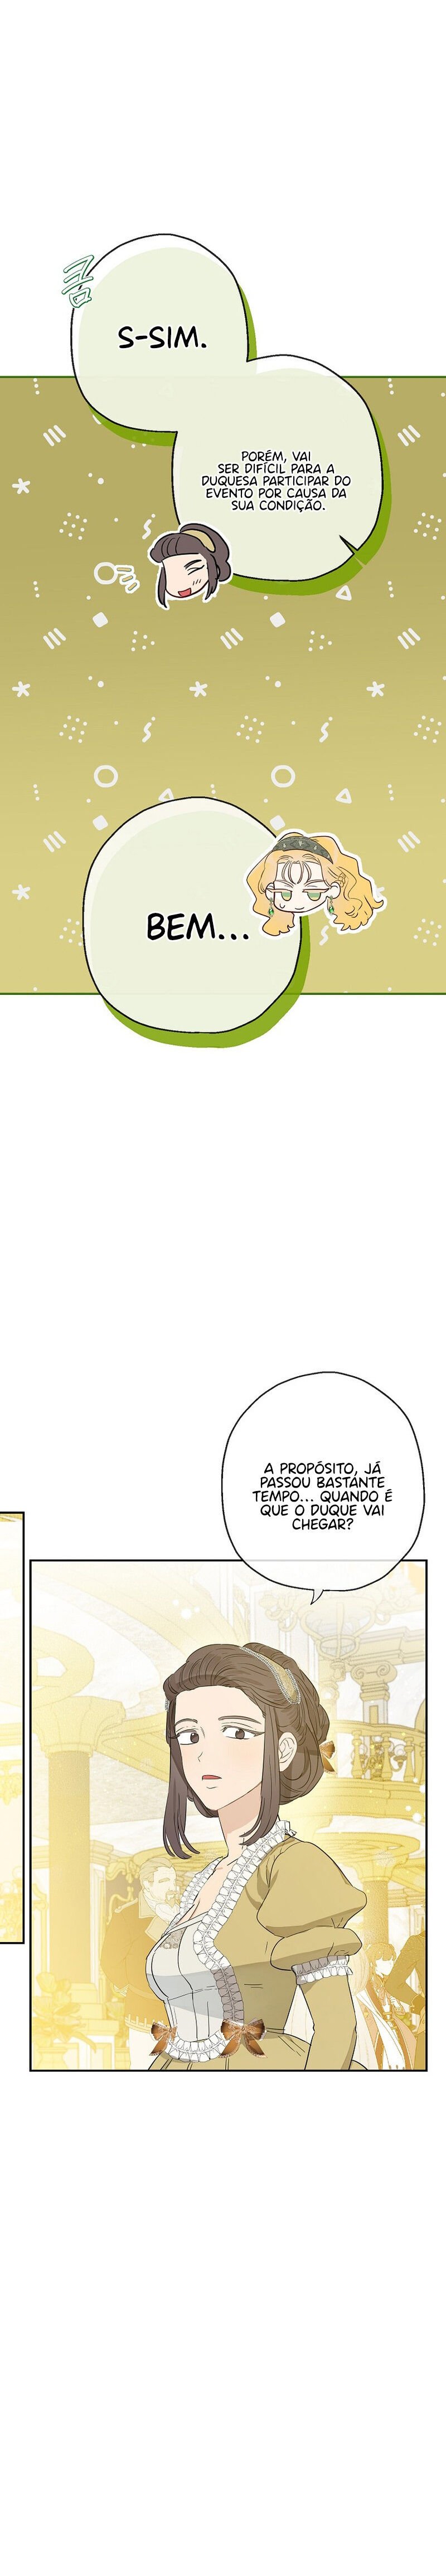 큼
S-SIM.
PORÉM, VAI
SER DIFÍCIL PARA A
DUQUESA PARTICIPAR DO
EVENTO POR CAUSA DA
SUA CONDIÇÃO.
BEM...
A PROPÓSITO, JÁ
PASSOU BASTANTE
TEMPO... QUANDO É
QUE O DUQUE VAI
CHEGAR?